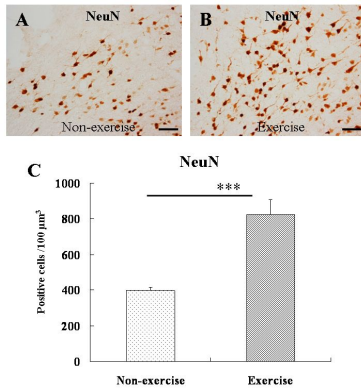 A
NeuN
Non-exercise
B
NeuN
Exercise
C
NeuN
Positive cells /100 μm³
1000
800
600
400
200
0
***
Non-exercise
Exercise